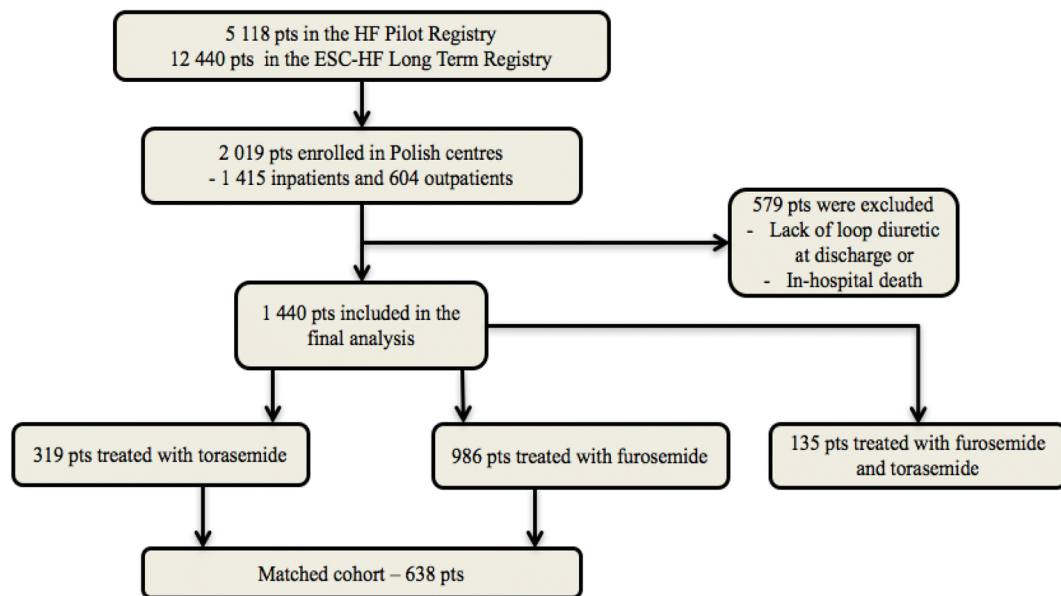 5 118 pts in the HF Pilot Registry
12 440 pts in the ESC-HF Long Term Registry
2 019 pts enrolled in Polish centres
- 1 415 inpatients and 604 outpatients
579 pts were excluded
- Lack of loop diuretic
at discharge or
- In-hospital death
1 440 pts included in the
final analysis
319 pts treated with torasemide
986 pts treated with furosemide
135 pts treated with furosemide
and torasemide
Matched cohort – 638 pts